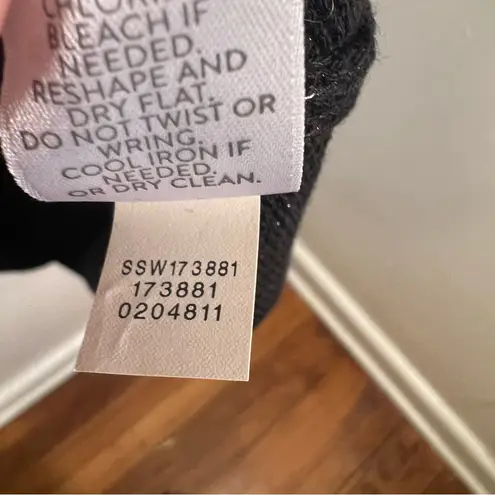 CHLORINE
BLEACH IF
NEEDED.
RESHAPE AND
DRY FLAT.
DO NOT TWIST OR
WRING.
COOL IRON IF
NEEDED.
OR DRY CLEAN.
SSW173881
173881
0204811